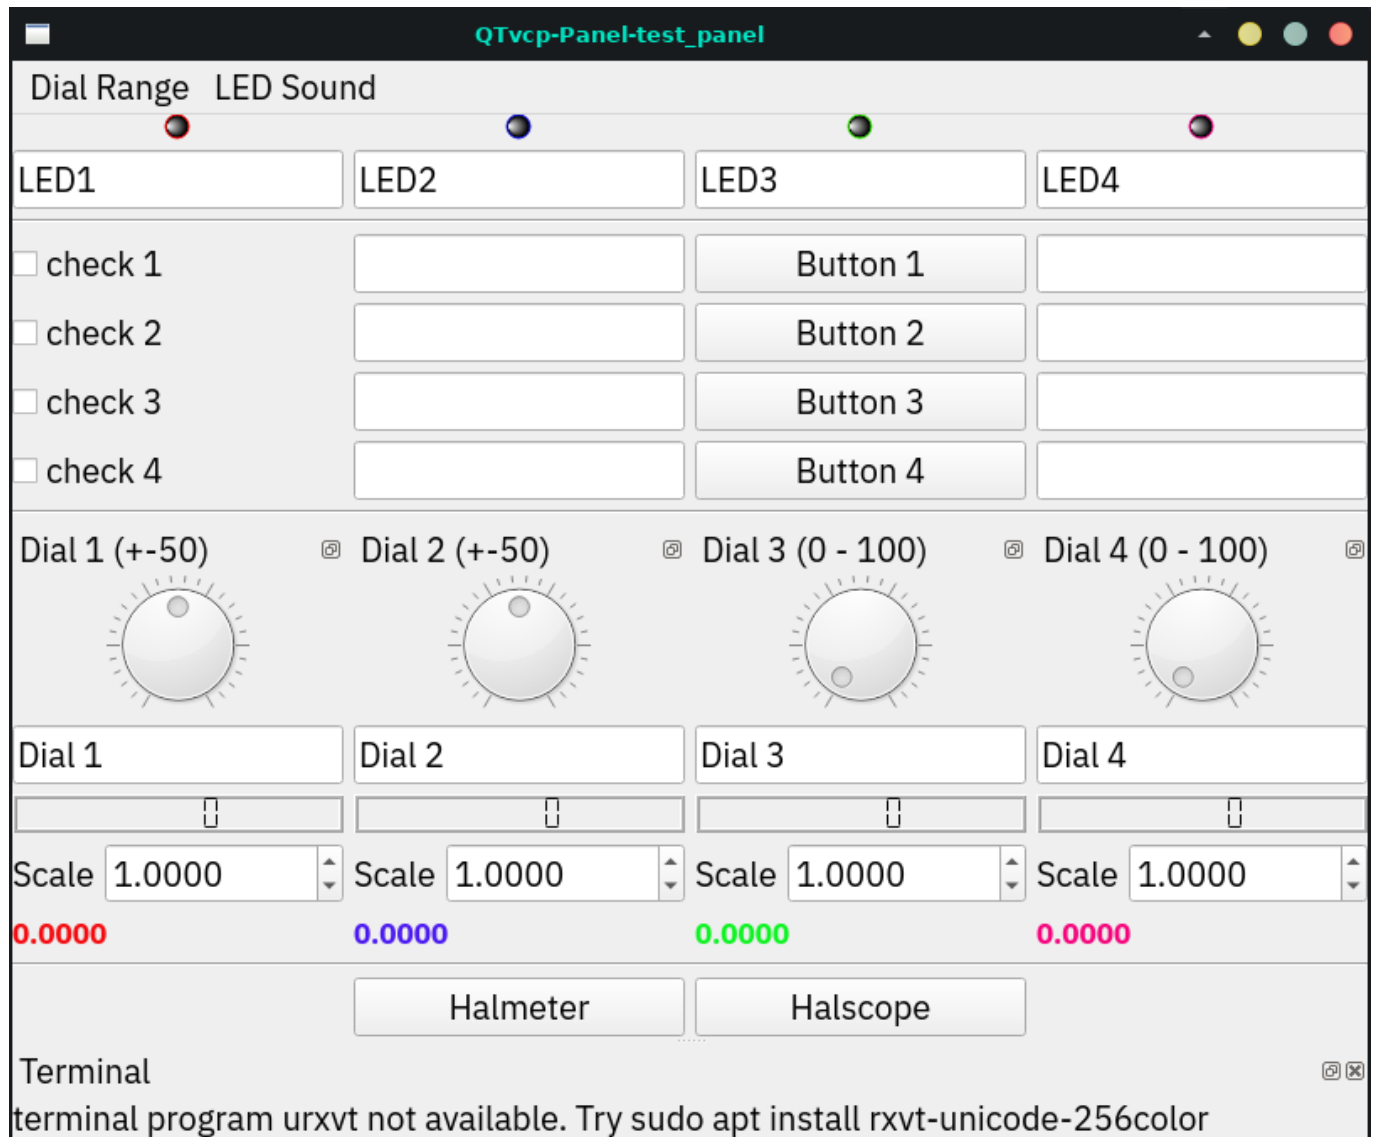 QTvcp-Panel-test_panel
Dial Range LED Sound
LED1 LED2 LED3 LED4
check 1 Button 1
check 2 Button 2
check 3 Button 3
check 4 Button 4
Dial 1 (+-50) Dial 2 (+-50) Dial 3 (0 - 100) Dial 4 (0 - 100)
Dial 1 Dial 2 Dial 3 Dial 4
0 0 0 0
Scale 1.0000 Scale 1.0000 Scale 1.0000 Scale 1.0000
0.0000 0.0000 0.0000 0.0000
Halmeter Halscope
Terminal
terminal program urxvt not available. Try sudo apt install rxvt-unicode-256color